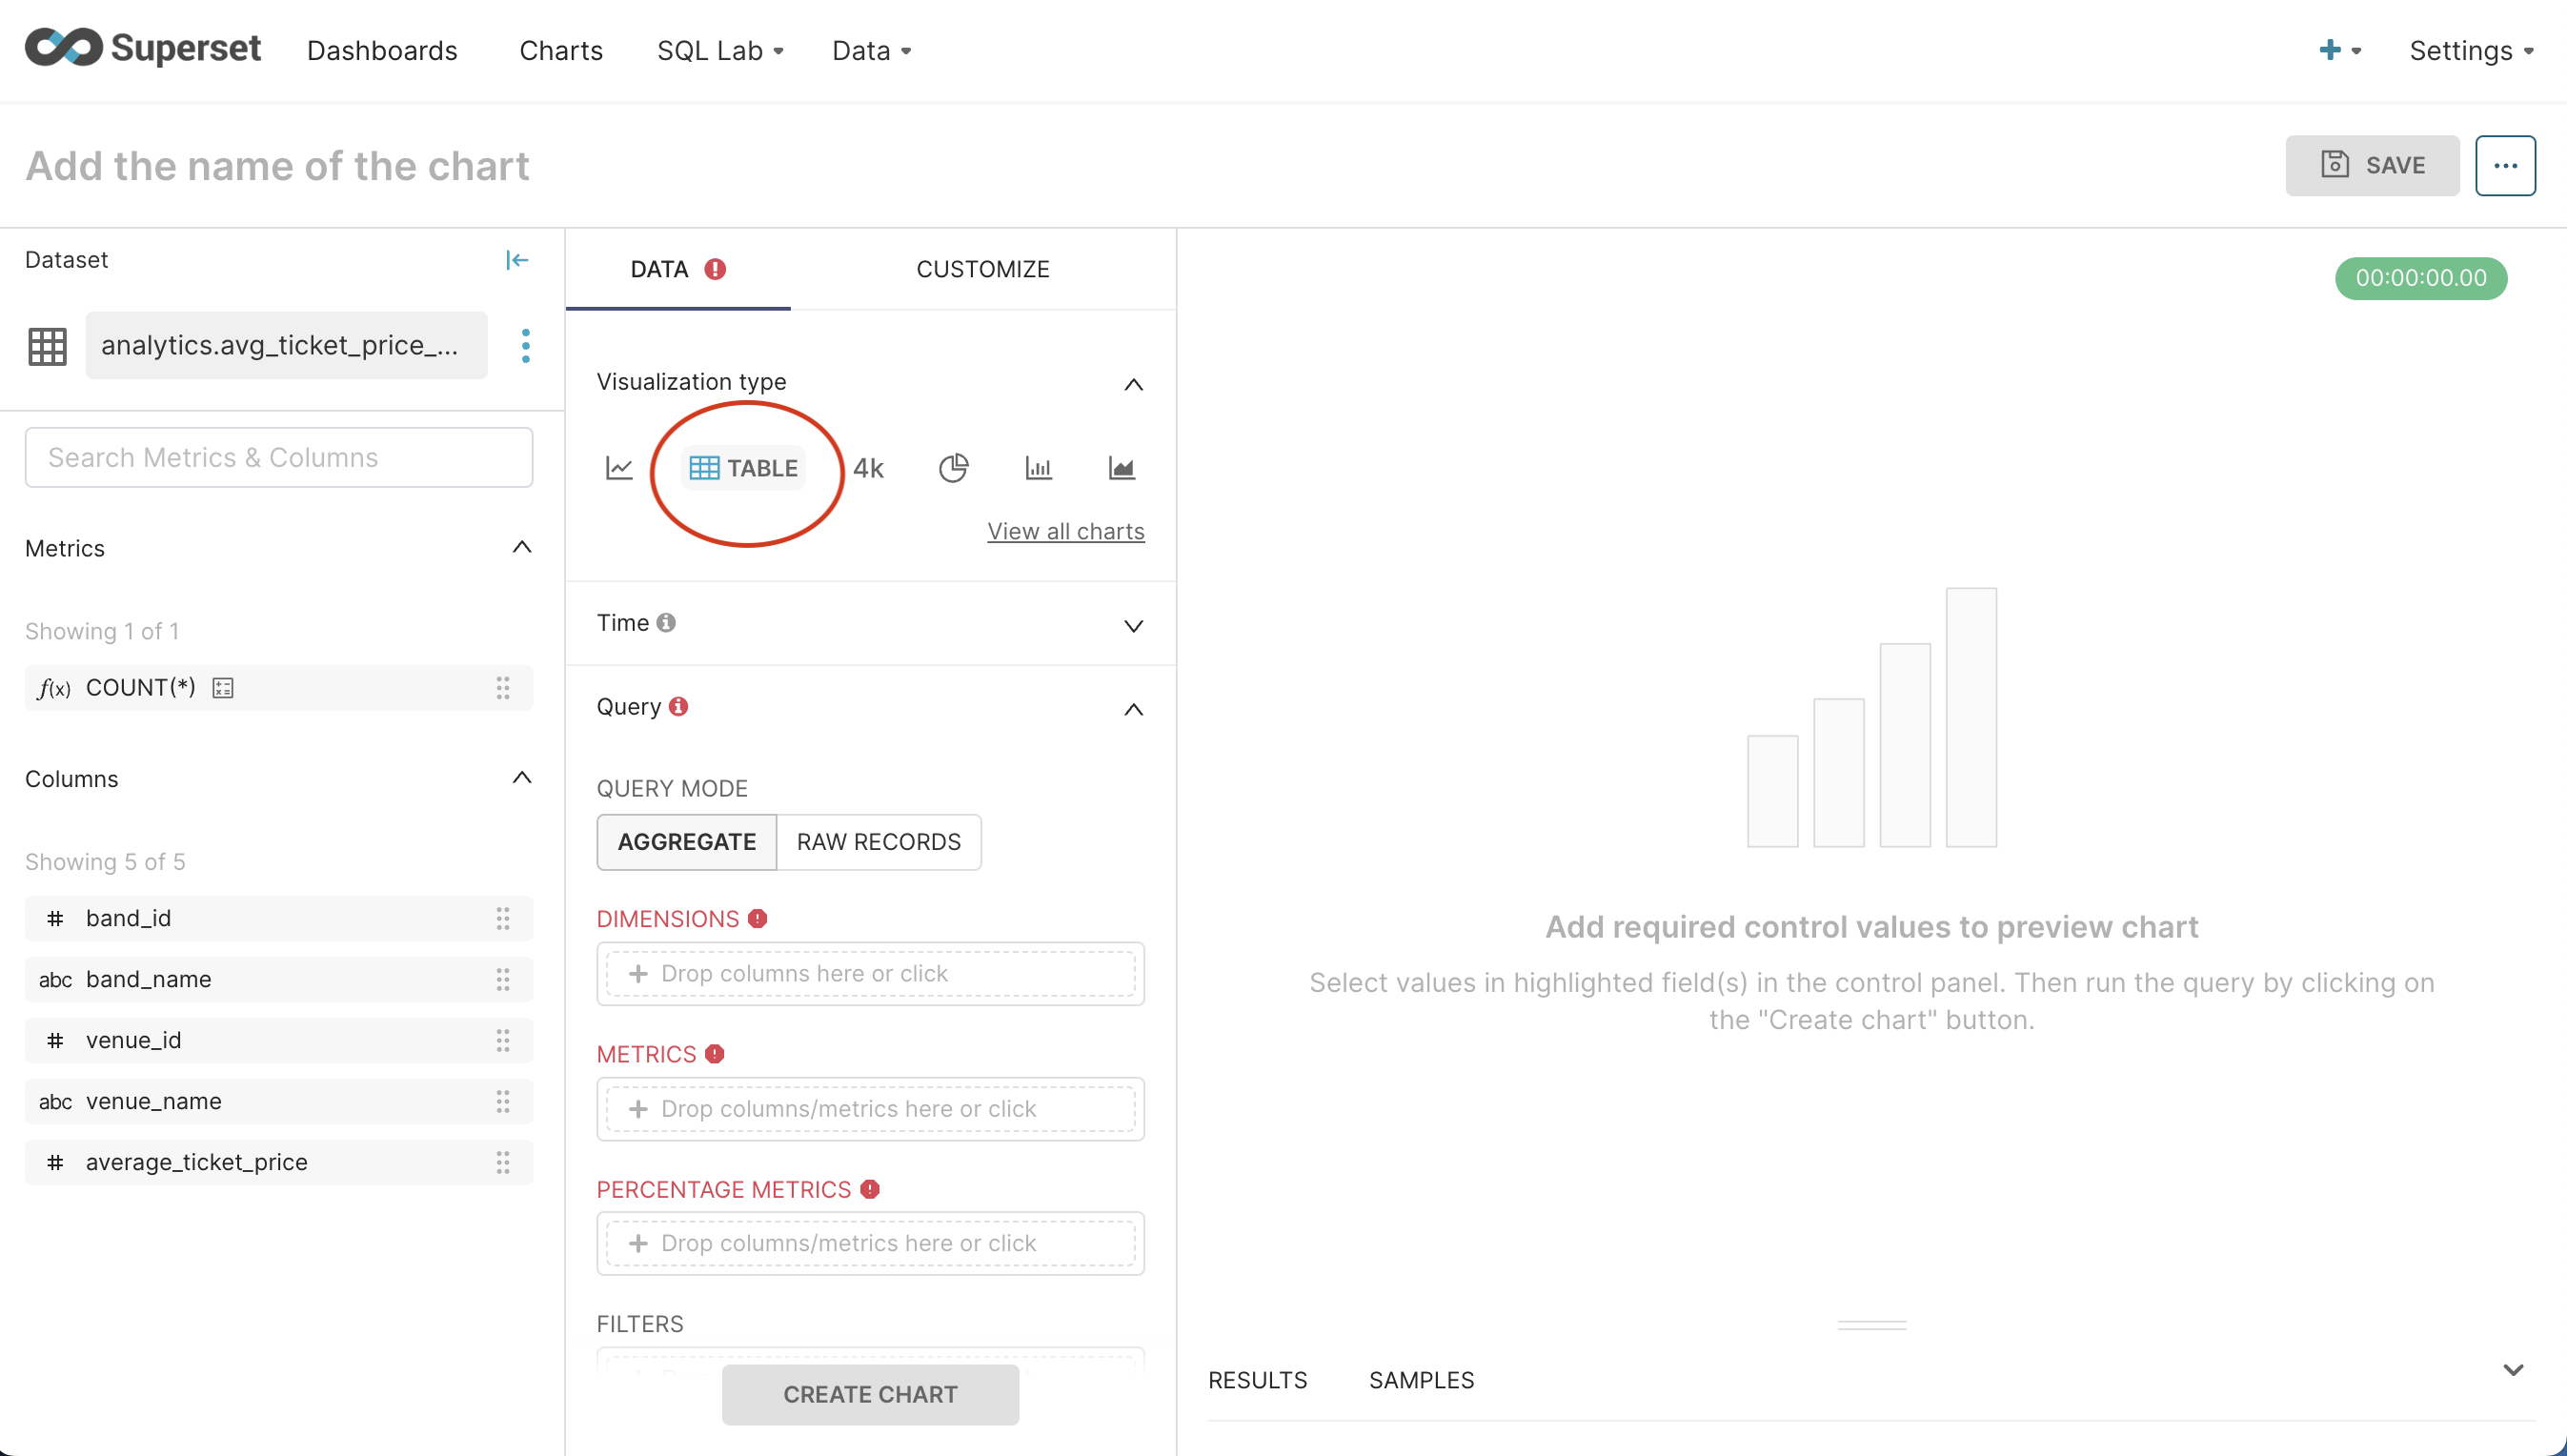 Superset
Dashboards
Charts
SQL Lab
Data
Settings
Add the name of the chart
SAVE
Dataset
analytics.avg_ticket_price_...
Search Metrics & Columns
Metrics
Showing 1 of 1
f(x) COUNT(*)
Columns
Showing 5 of 5
# band_id
abc band_name
# venue_id
abc venue_name
# average_ticket_price
DATA
CUSTOMIZE
Visualization type
TABLE
4k
View all charts
Time
Query
QUERY MODE
AGGREGATE
RAW RECORDS
DIMENSIONS
+ Drop columns here or click
METRICS
+ Drop columns/metrics here or click
PERCENTAGE METRICS
+ Drop columns/metrics here or click
FILTERS
CREATE CHART
00:00:00.00
Add required control values to preview chart
Select values in highlighted field(s) in the control panel. Then run the query by clicking on
the "Create chart" button.
RESULTS
SAMPLES